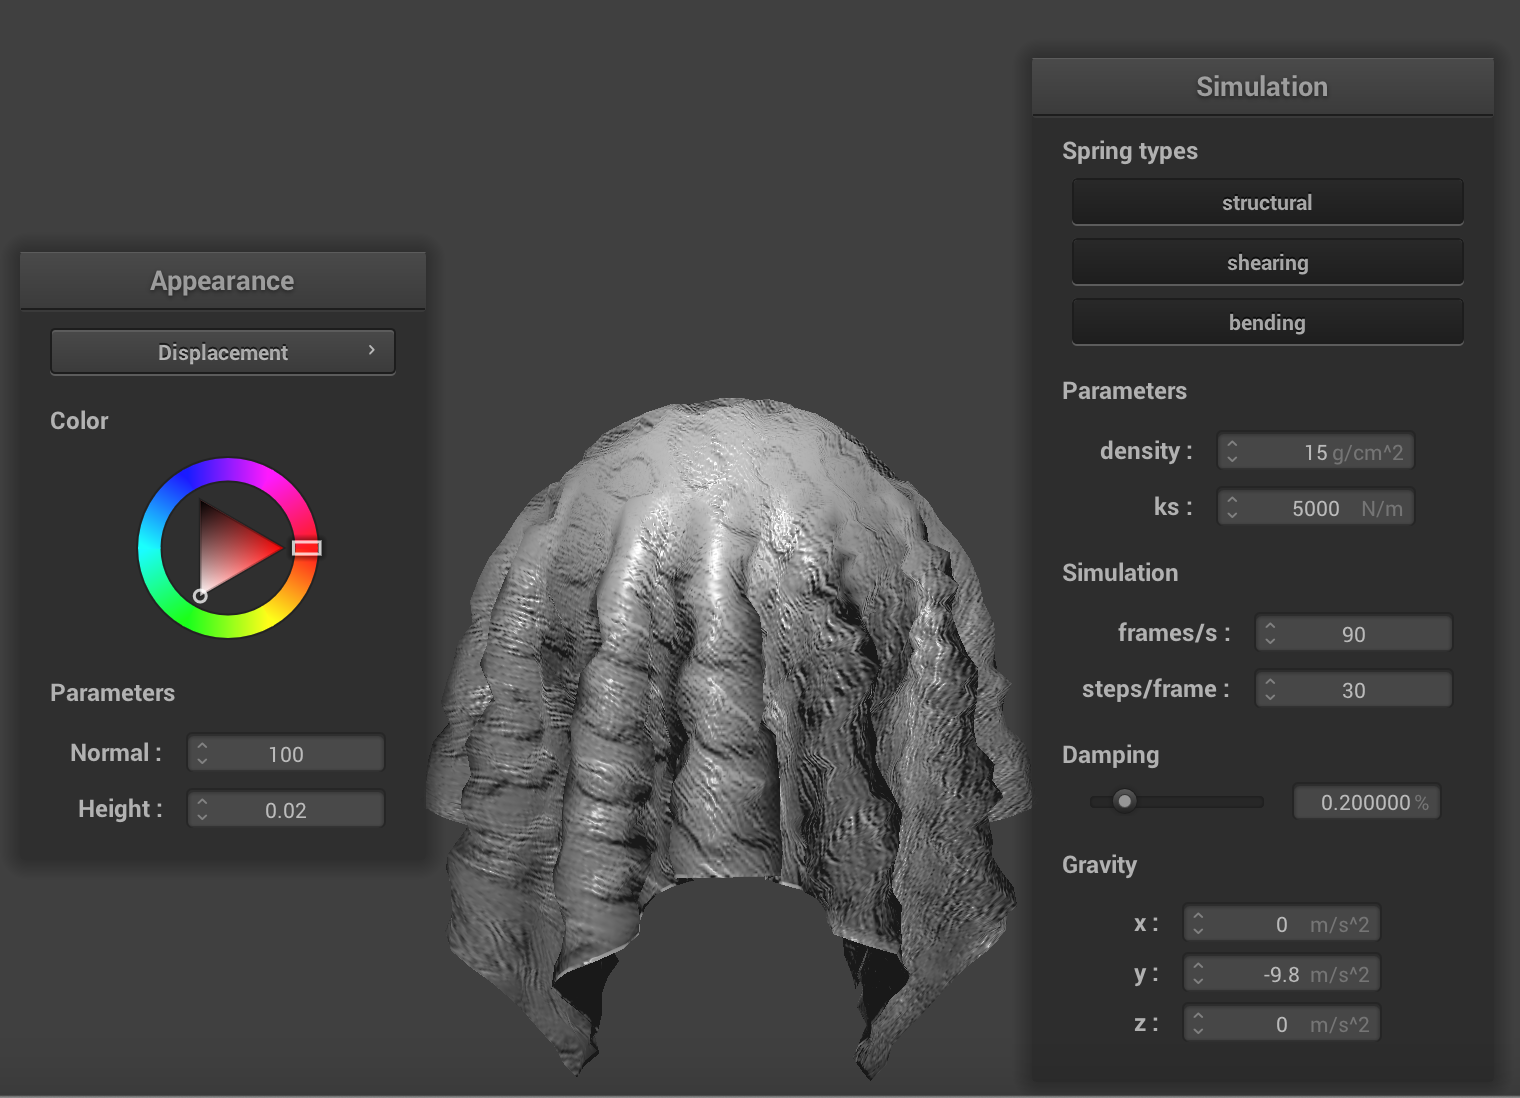 Appearance
Displacement
Color
Parameters
Normal : 100
Height : 0.02
Simulation
Spring types
structural
shearing
bending
Parameters
density : 15 g/cm^2
ks : 5000 N/m
Simulation
frames/s : 90
steps/frame : 30
Damping
0.200000 %
Gravity
x : 0 m/s^2
y : -9.8 m/s^2
z : 0 m/s^2